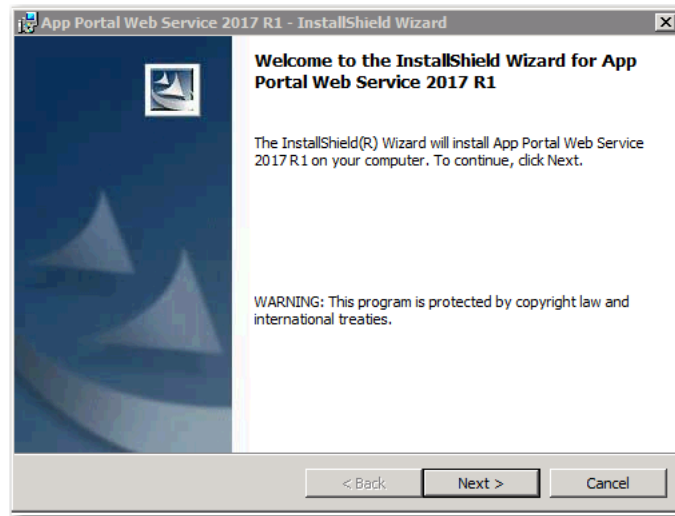 App Portal Web Service 2017 R1 - InstallShield Wizard
Welcome to the InstallShield Wizard for App
Portal Web Service 2017 R1
The InstallShield(R) Wizard will install App Portal Web Service
2017 R1 on your computer. To continue, click Next.
WARNING: This program is protected by copyright law and
international treaties.
< Back
Next >
Cancel